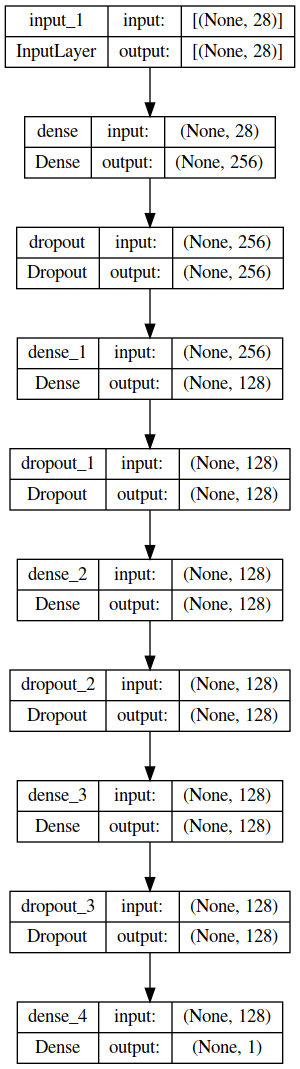 input_1 input: [(None, 28)]
InputLayer output: [(None, 28)]
dense input: (None, 28)
Dense output: (None, 256)
dropout input: (None, 256)
Dropout output: (None, 256)
dense_1 input: (None, 256)
Dense output: (None, 128)
dropout_1 input: (None, 128)
Dropout output: (None, 128)
dense_2 input: (None, 128)
Dense output: (None, 128)
dropout_2 input: (None, 128)
Dropout output: (None, 128)
dense_3 input: (None, 128)
Dense output: (None, 128)
dropout_3 input: (None, 128)
Dropout output: (None, 128)
dense_4 input: (None, 128)
Dense output: (None, 1)